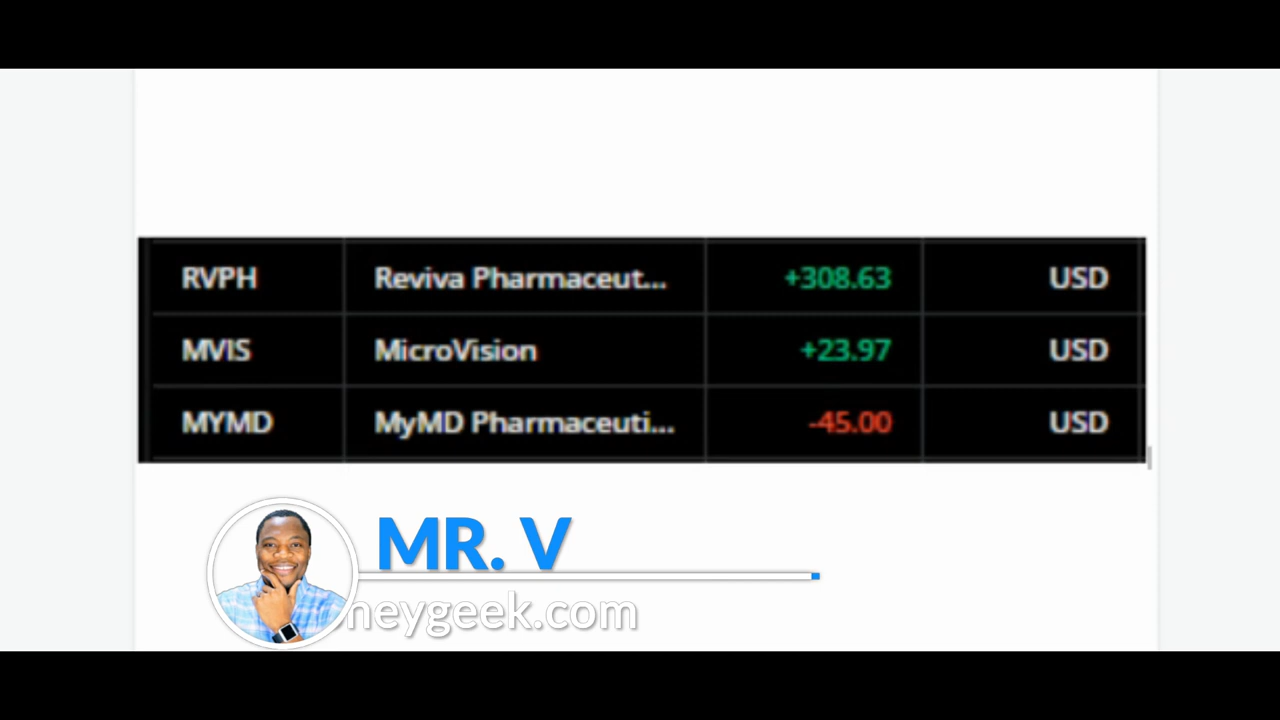 RVPH Reviva Pharmaceut... +308.63 USD
MVIS MicroVision +23.97 USD
MYMD MyMD Pharmaceuti... -45.00 USD
MR. V
neygeek.com